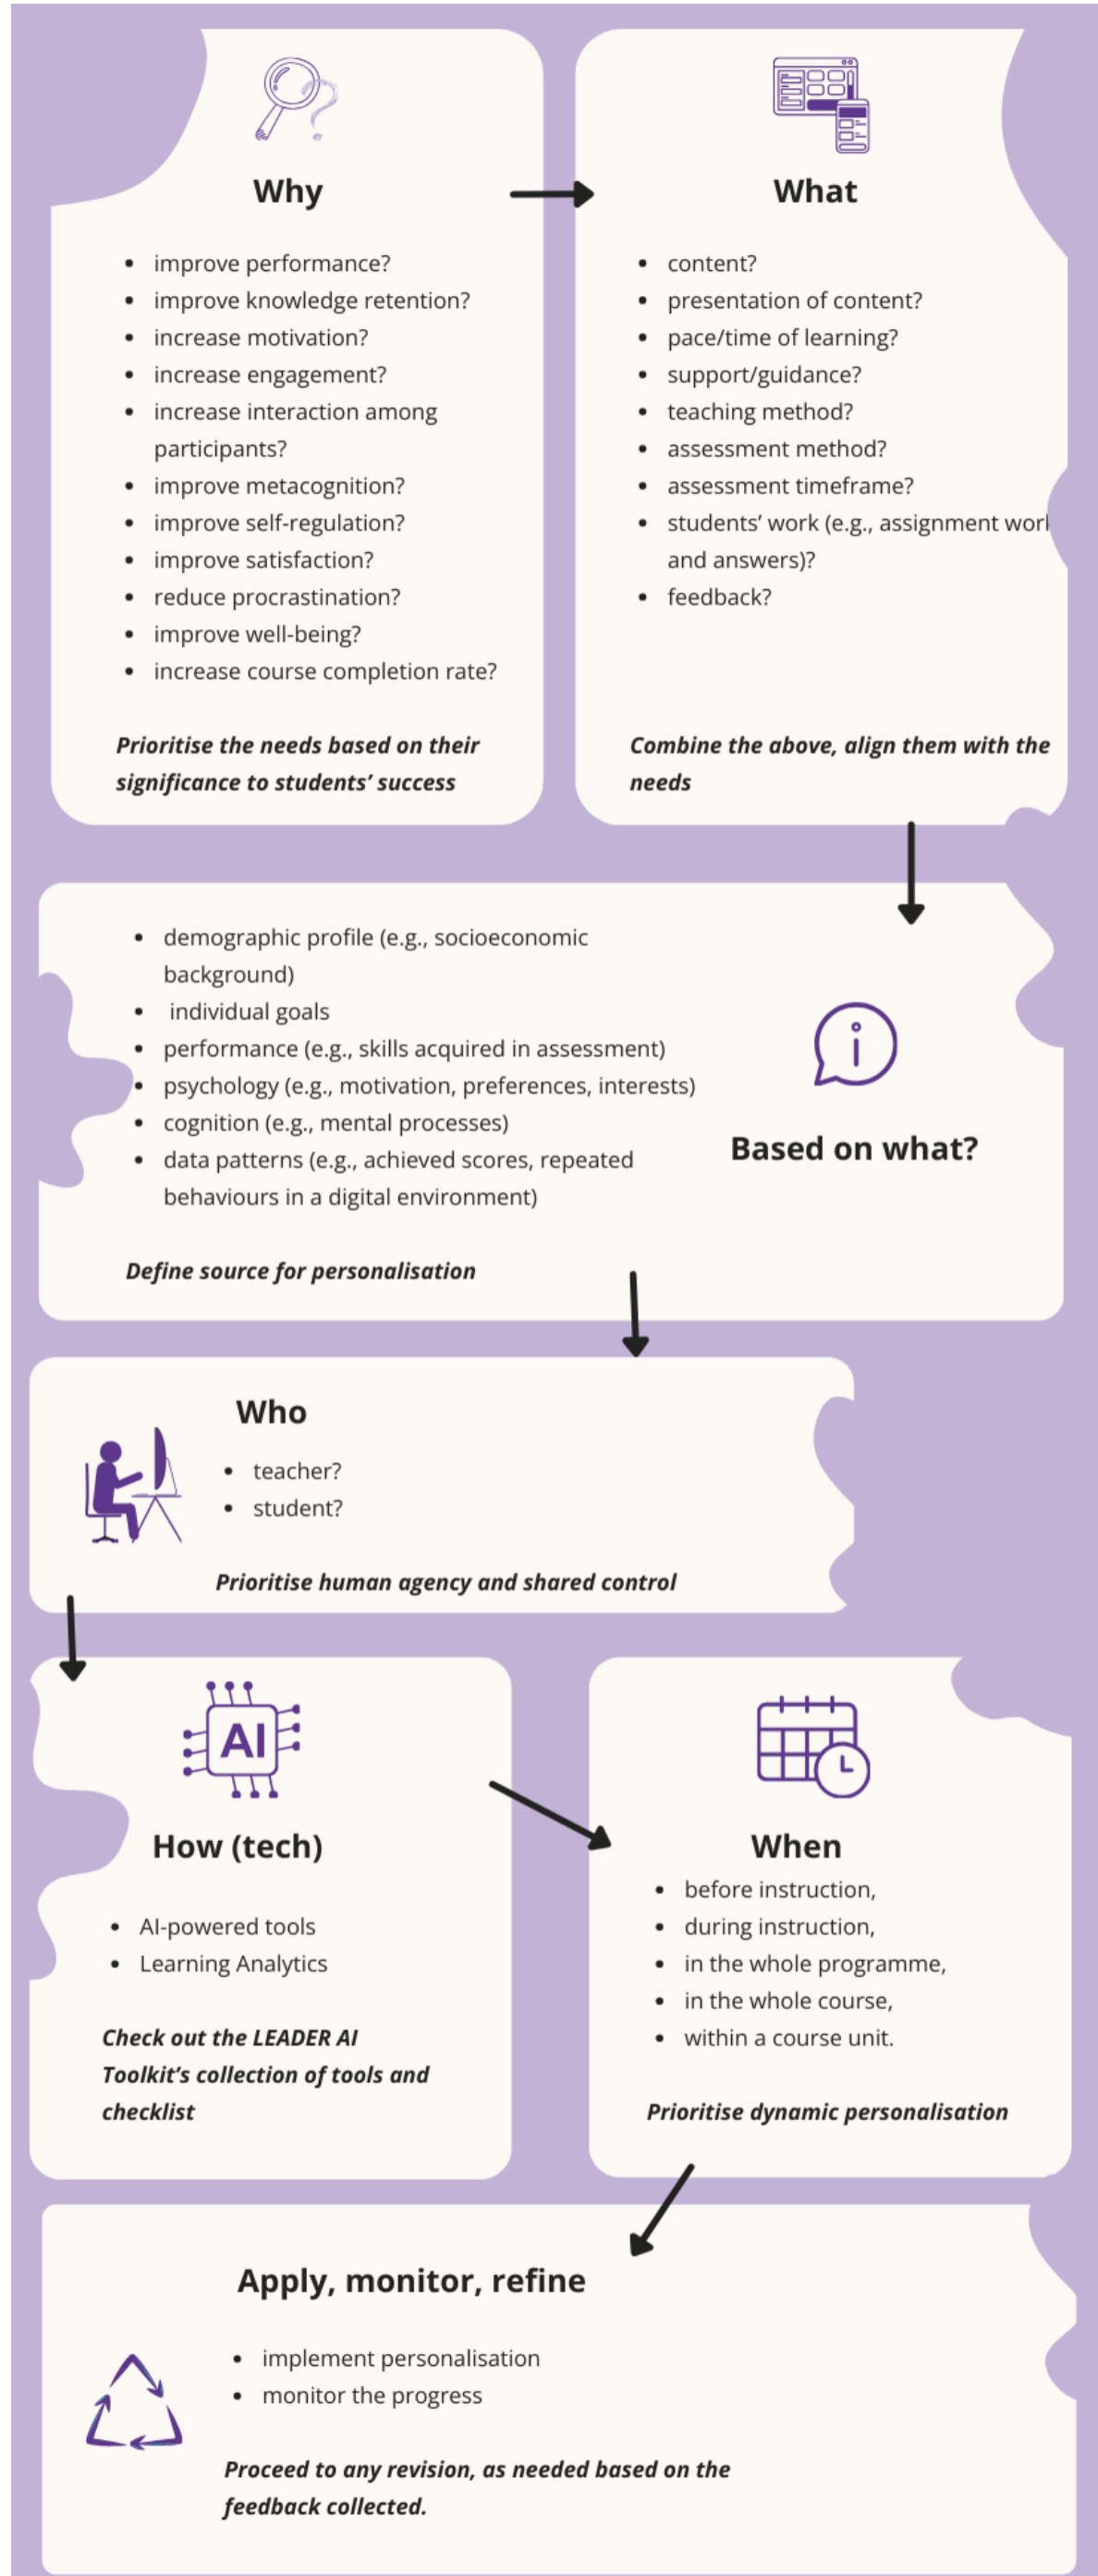 Why
• improve performance?
• improve knowledge retention?
• increase motivation?
• increase engagement?
• increase interaction among
participants?
• improve metacognition?
• improve self-regulation?
• improve satisfaction?
• reduce procrastination?
• improve well-being?
• increase course completion rate?
Prioritise the needs based on their
significance to students’ success
What
• content?
• presentation of content?
• pace/time of learning?
• support/guidance?
• teaching method?
• assessment method?
• assessment timeframe?
• students’ work (e.g., assignment work
and answers)?
• feedback?
Combine the above, align them with the
needs
Based on what?
• demographic profile (e.g., socioeconomic
background)
• individual goals
• performance (e.g., skills acquired in assessment)
• psychology (e.g., motivation, preferences, interests)
• cognition (e.g., mental processes)
• data patterns (e.g., achieved scores, repeated
behaviours in a digital environment)
Define source for personalisation
Who
• teacher?
• student?
Prioritise human agency and shared control
AI
How (tech)
• AI-powered tools
• Learning Analytics
Check out the LEADER AI
Toolkit’s collection of tools and
checklist
When
• before instruction,
• during instruction,
• in the whole programme,
• in the whole course,
• within a course unit.
Prioritise dynamic personalisation
Apply, monitor, refine
• implement personalisation
• monitor the progress
Proceed to any revision, as needed based on the
feedback collected.